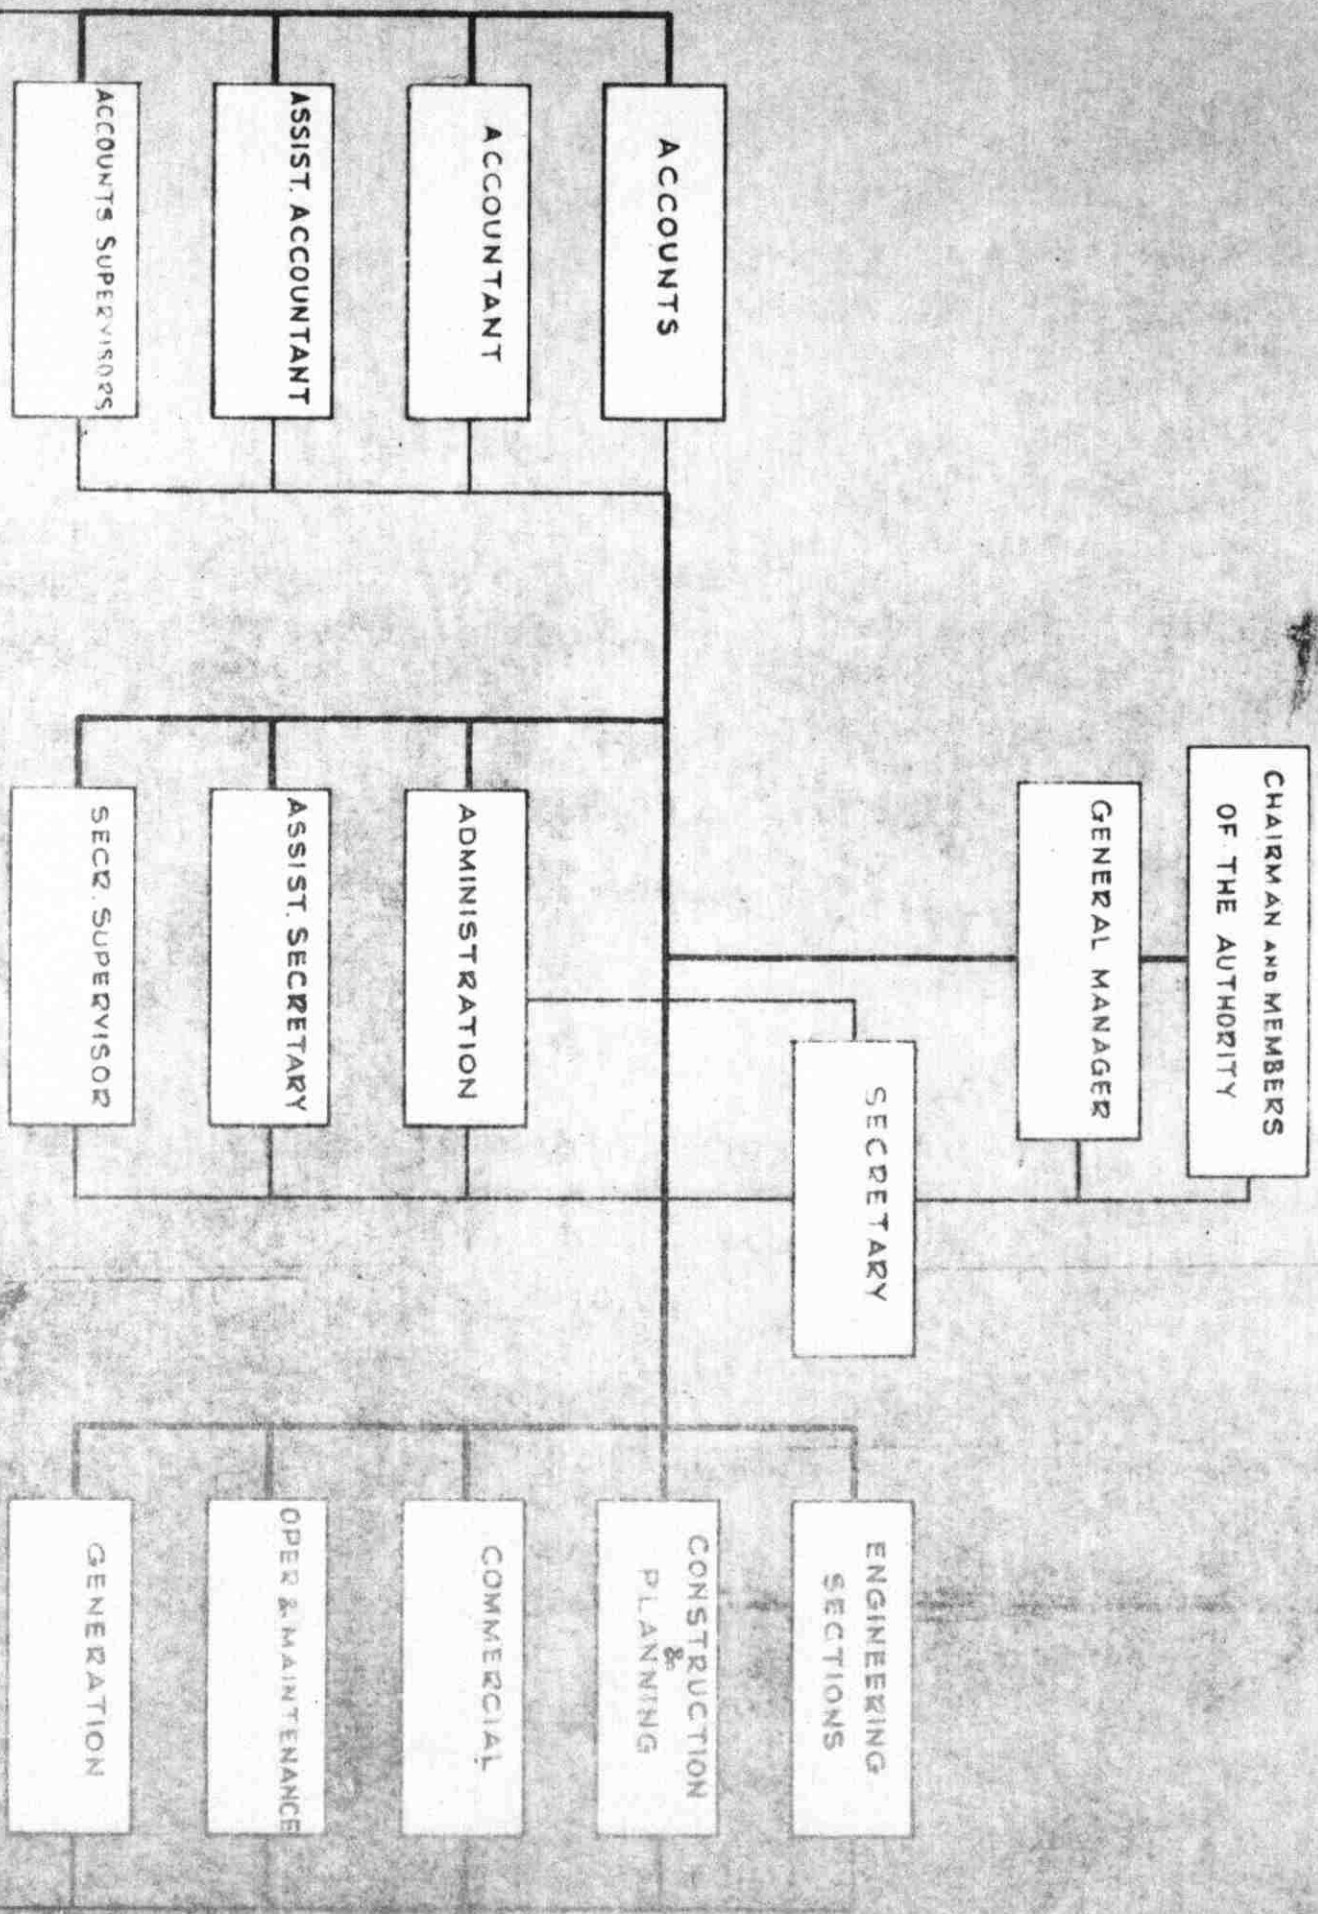 CHAIRMAN AND MEMBERS
OF THE AUTHORITY
GENERAL MANAGER
SECRETARY
ACCOUNTS
ACCOUNTANT
ASSIST. ACCOUNTANT
ACCOUNTS SUPERVISORS
ADMINISTRATION
ASSIST. SECRETARY
SECR. SUPERVISOR
ENGINEERING
SECTIONS
CONSTRUCTION
&
PLANNING
COMMERCIAL
OPER & MAINTENANCE
GENERATION